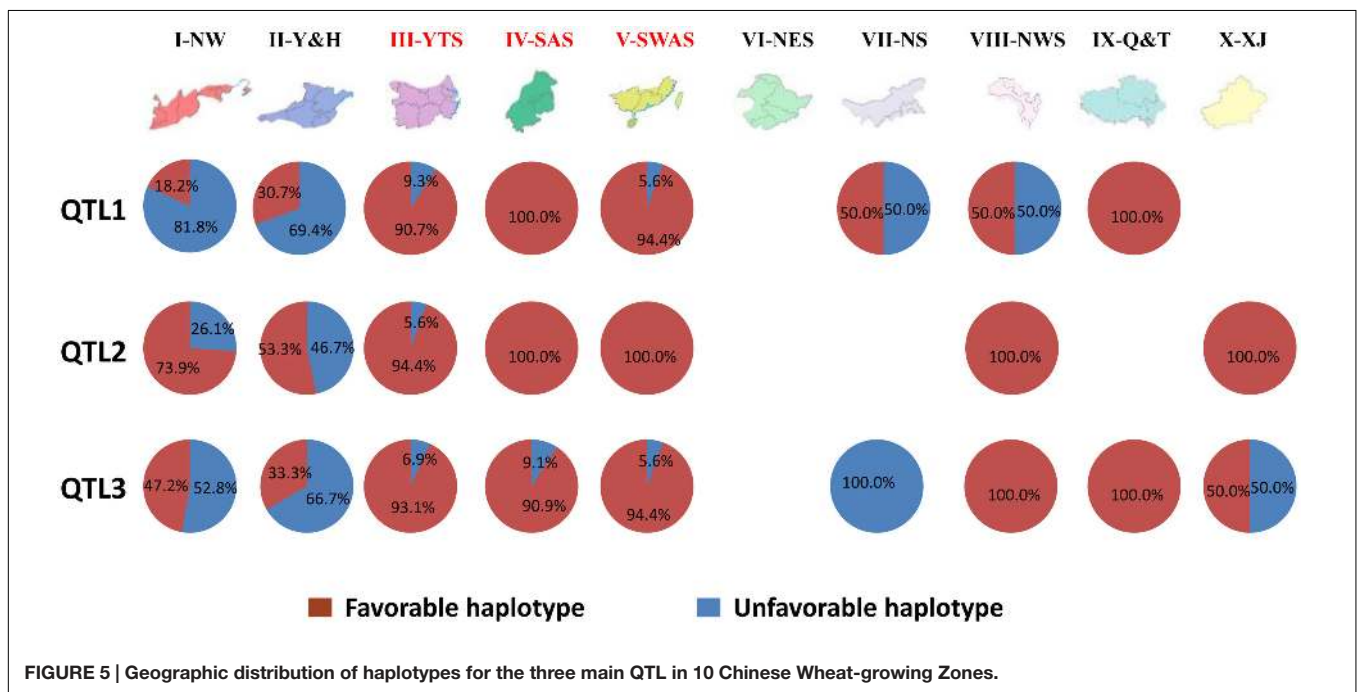 I-NW II-Y&H III-YTS IV-SAS V-SWAS VI-NES VII-NS VIII-NWS IX-Q&T X-XJ
QTL1 18.2% 81.8% 30.7% 69.4% 9.3% 90.7% 100.0% 5.6% 94.4% 50.0% 50.0% 50.0% 50.0% 100.0%
QTL2 26.1% 73.9% 53.3% 46.7% 5.6% 94.4% 100.0% 100.0% 100.0% 100.0%
QTL3 47.2% 52.8% 33.3% 66.7% 6.9% 93.1% 9.1% 90.9% 5.6% 94.4% 100.0% 100.0% 100.0% 50.0% 50.0%
Favorable haplotype Unfavorable haplotype
FIGURE 5 | Geographic distribution of haplotypes for the three main QTL in 10 Chinese Wheat-growing Zones.